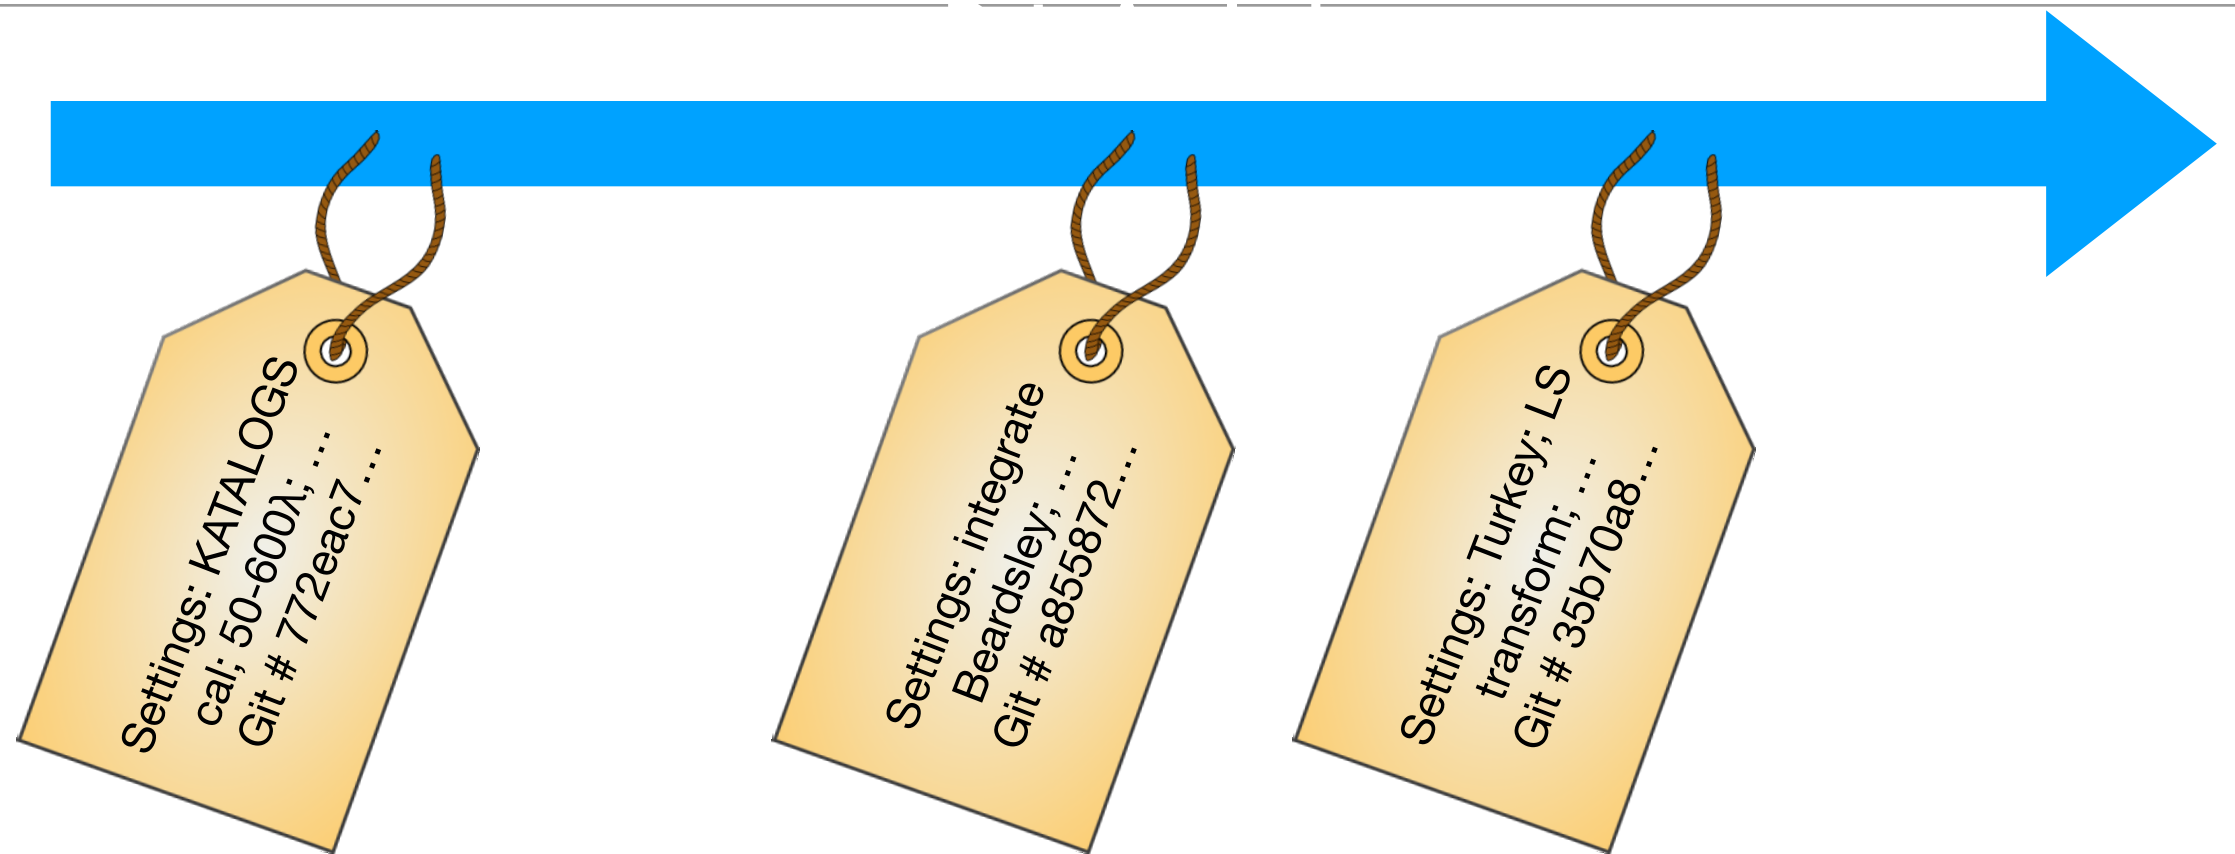 Settings: KATALOGS
cal; 50-600λ; …
Git # 772eac7…
Settings: integrate
Beardsley; …
Git # a855872…
Settings: Turkey; LS
transform; …
Git # 35b70a8…